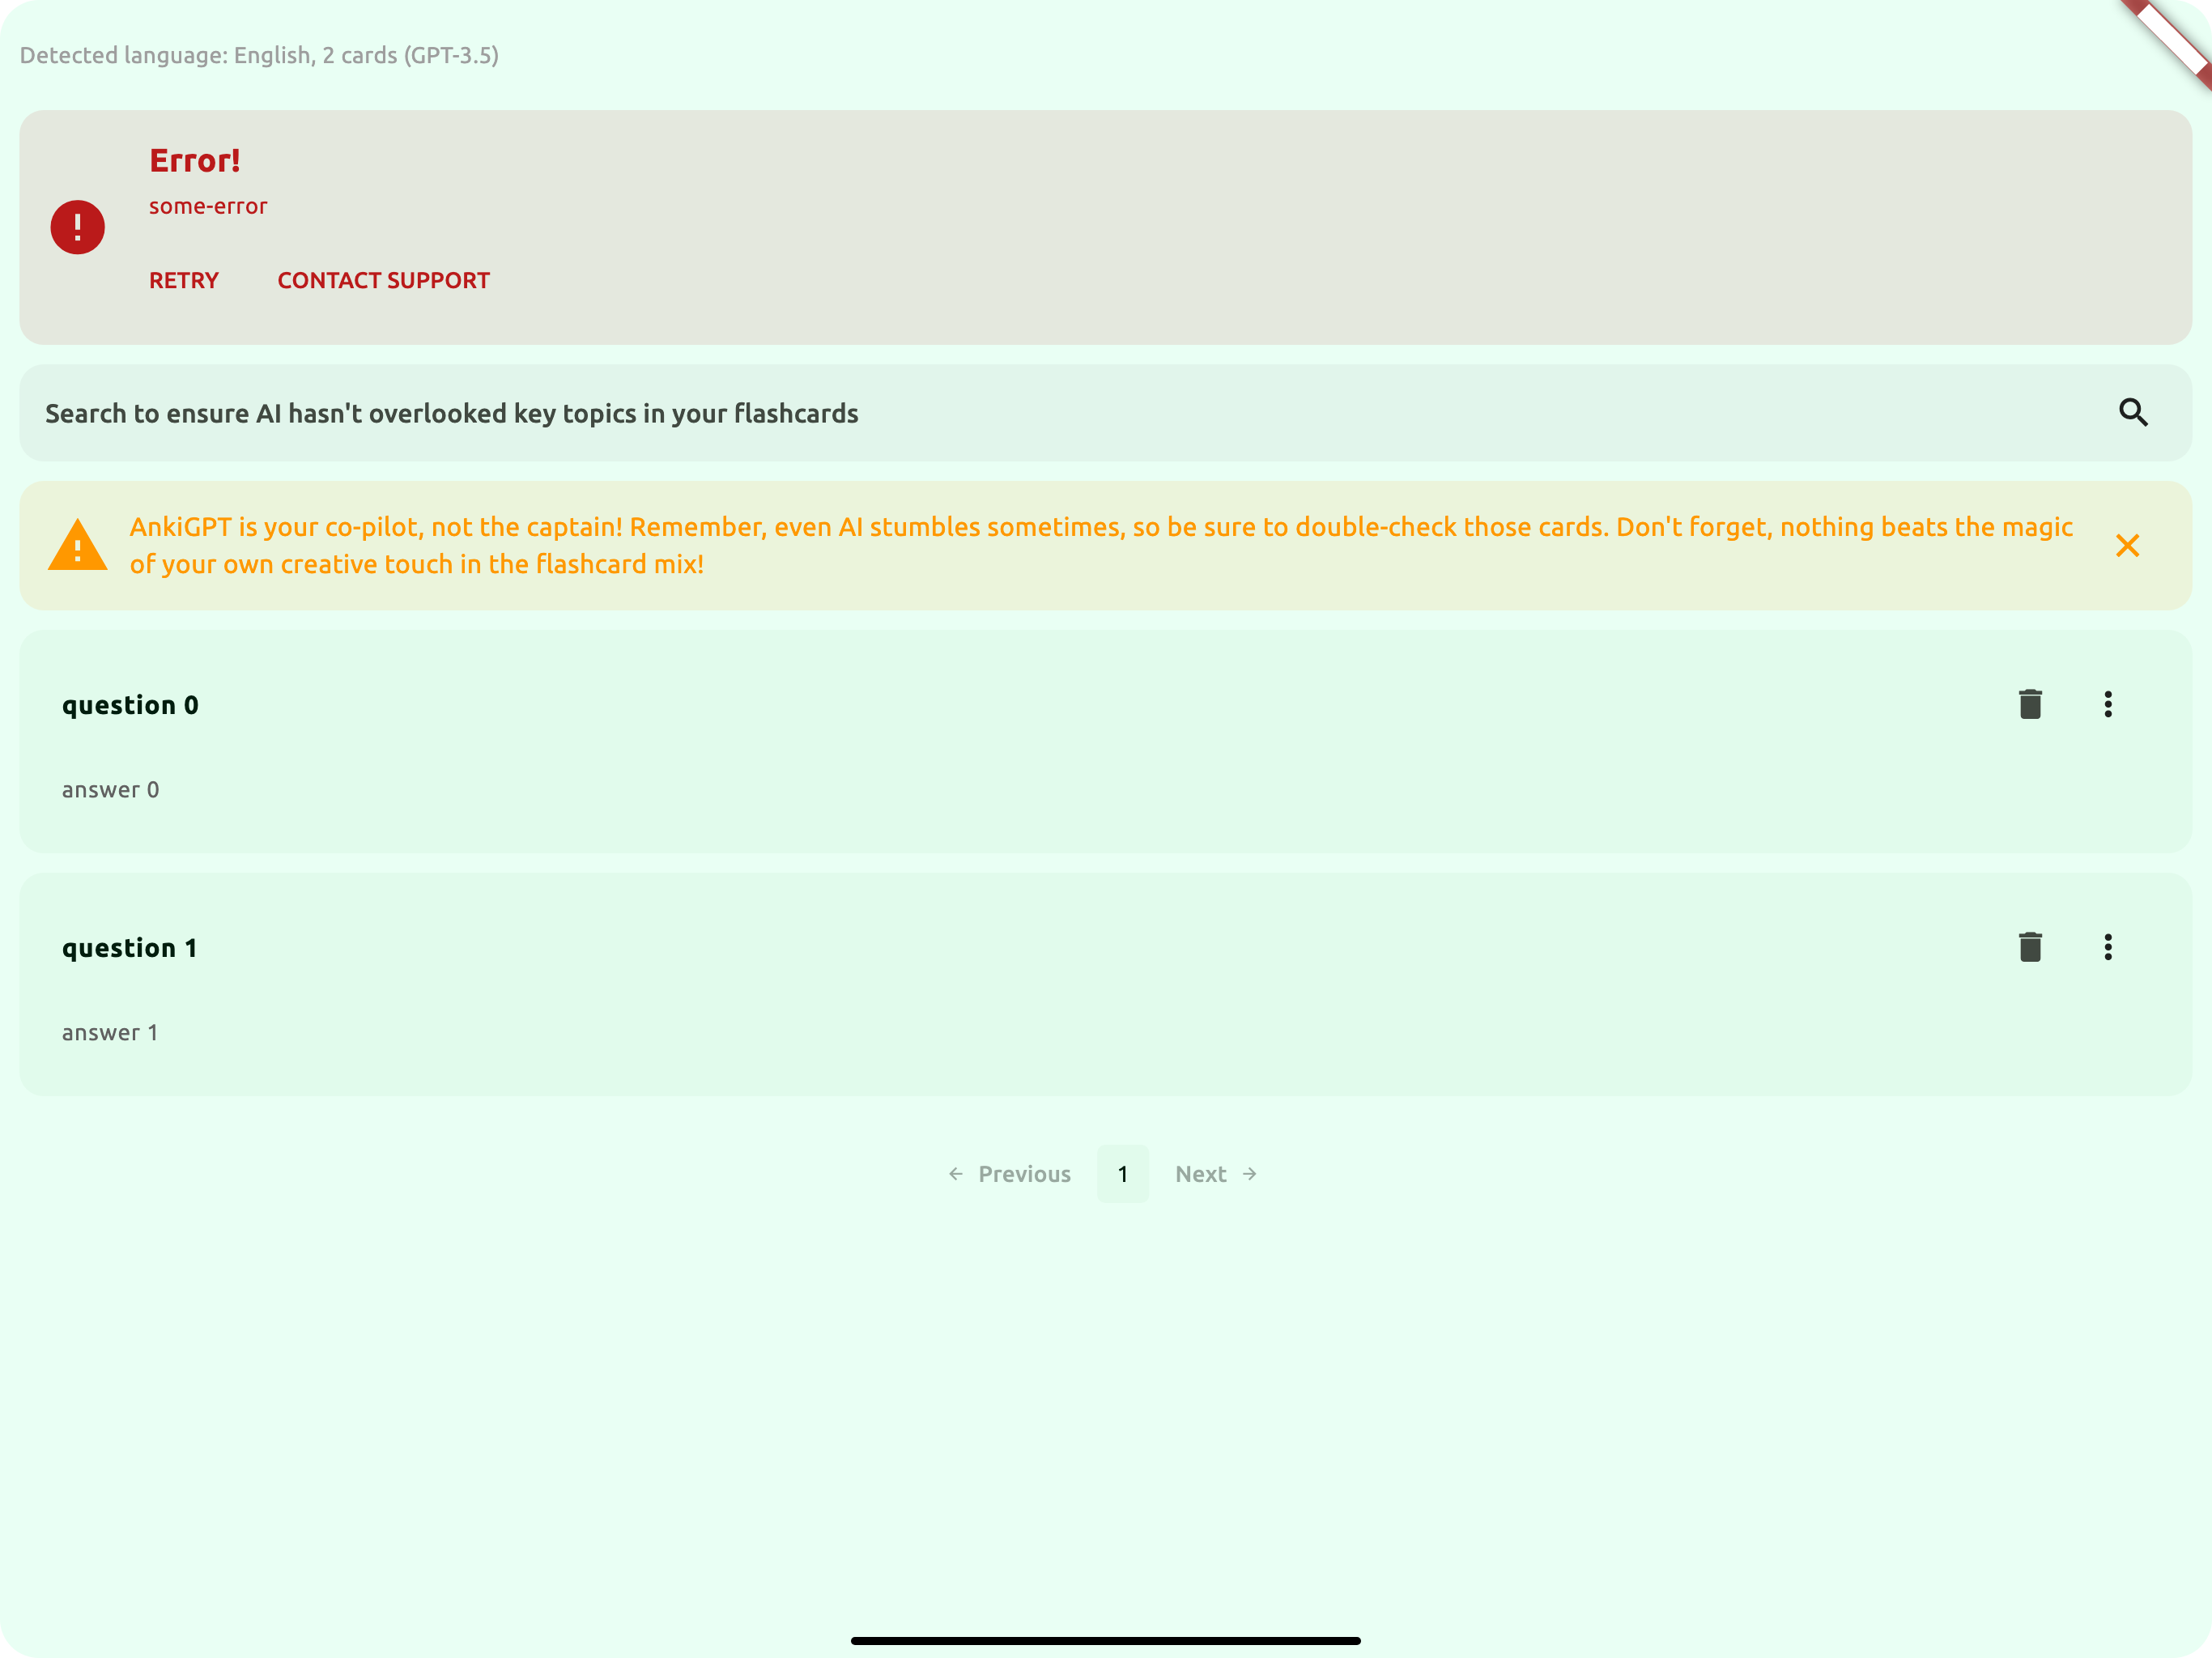 Detected language: English, 2 cards (GPT-3.5)
Error!
some-error
RETRY CONTACT SUPPORT
Search to ensure AI hasn't overlooked key topics in your flashcards
AnkiGPT is your co-pilot, not the captain! Remember, even AI stumbles sometimes, so be sure to double-check those cards. Don't forget, nothing beats the magic
of your own creative touch in the flashcard mix!
question 0
answer 0
question 1
answer 1
Previous 1 Next